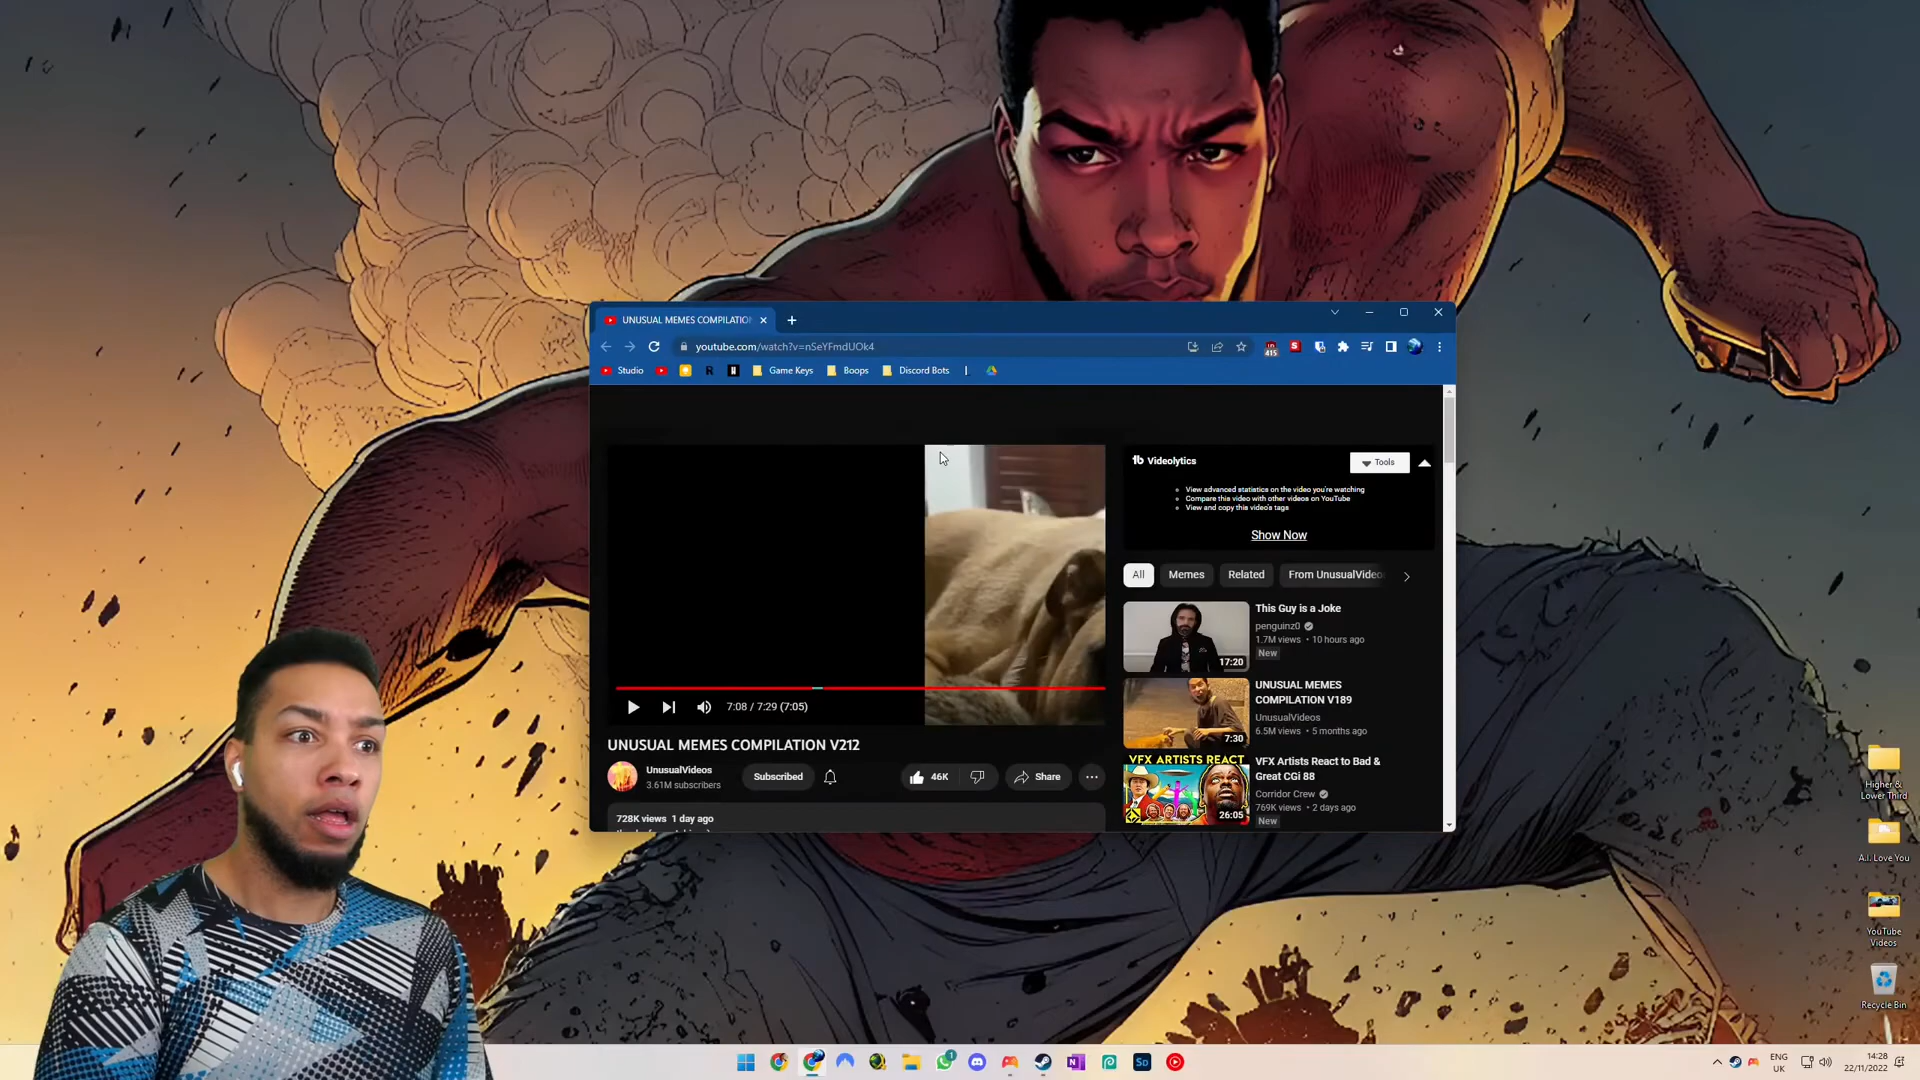 UNUSUAL MEMES COMPILATION
youtube.com/watch?v=nSeYFmdUOk4
415
Studio
Game Keys
Boops
Discord Bots
Videolytics
Tools
View advanced statistics on the video you're watching
Compare this video with other videos on YouTube
View and copy this video's tags
Show Now
All
Memes
Related
From UnusualVideo
7:08 / 7:29 (7:05)
UNUSUAL MEMES COMPILATION V212
UnusualVideos
3.61M subscribers
Subscribed
46K
Share
728K views 1 day ago
This Guy is a Joke
penguinz0
1.7M views • 10 hours ago
New
17:20
UNUSUAL MEMES
COMPILATION V189
UnusualVideos
6.5M views • 5 months ago
7:30
VFX ARTISTS REACT
VFX Artists React to Bad &
Great CGi 88
Corridor Crew
769K views • 2 days ago
New
26:05
Higher &
Lower Third
A.I. Love You
YouTube
Videos
Recycle Bin
1
Sd
ENG
UK
14:28
22/11/2022